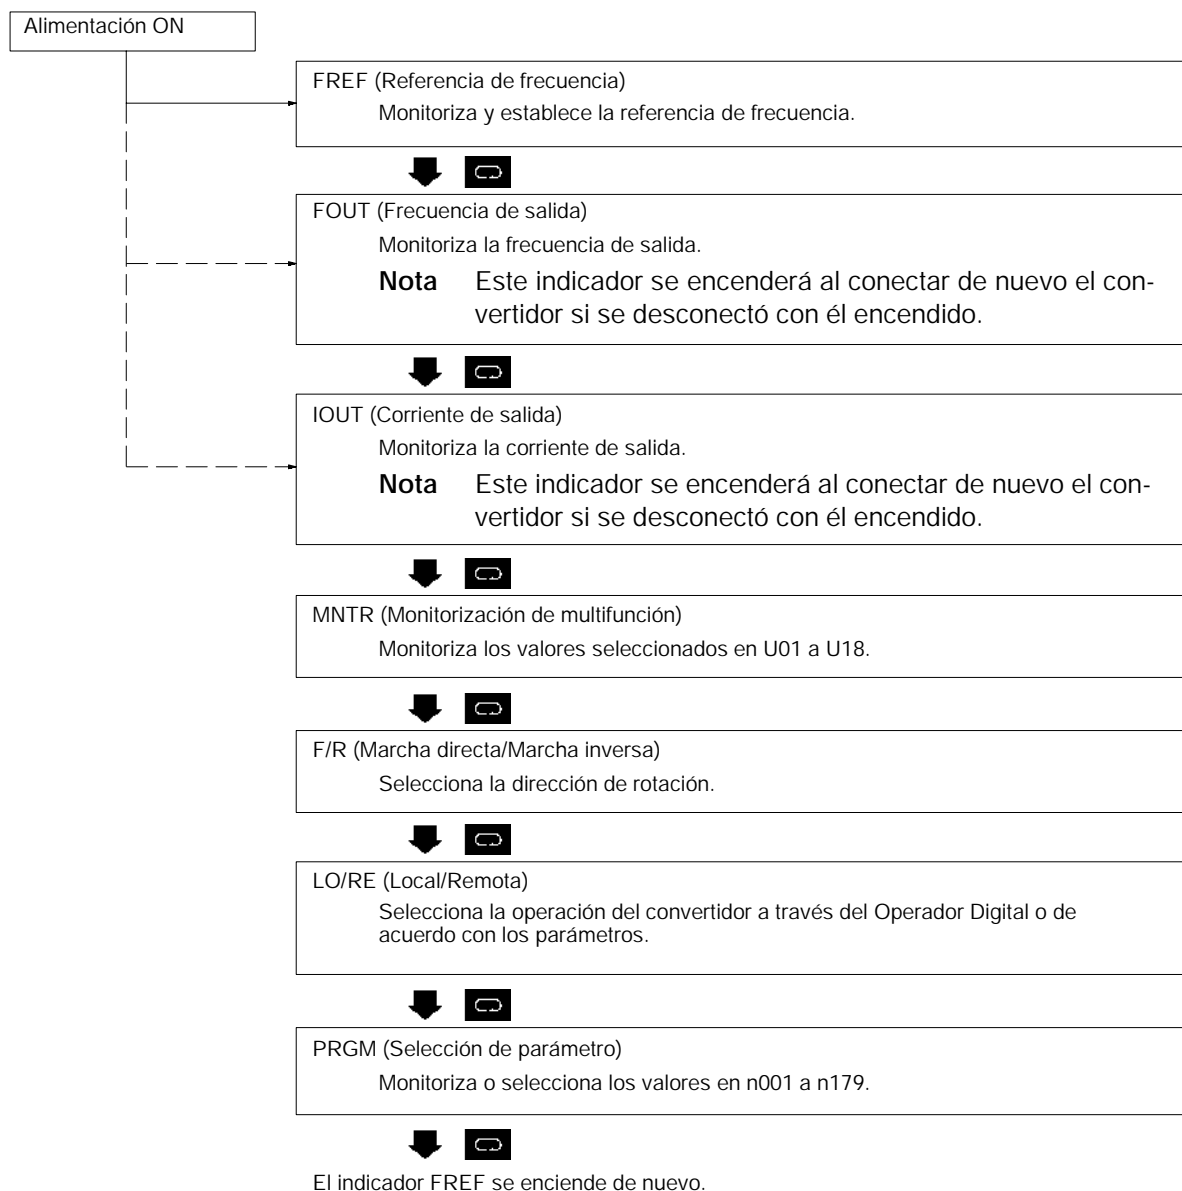 Alimentación ON
FREF (Referencia de frecuencia)
Monitoriza y establece la referencia de frecuencia.
FOUT (Frecuencia de salida)
Monitoriza la frecuencia de salida.
Nota Este indicador se encenderá al conectar de nuevo el con-
vertidor si se desconectó con él encendido.
IOUT (Corriente de salida)
Monitoriza la corriente de salida.
Nota Este indicador se encenderá al conectar de nuevo el con-
vertidor si se desconectó con él encendido.
MNTR (Monitorización de multifunción)
Monitoriza los valores seleccionados en U01 a U18.
F/R (Marcha directa/Marcha inversa)
Selecciona la dirección de rotación.
LO/RE (Local/Remota)
Selecciona la operación del convertidor a través del Operador Digital o de
acuerdo con los parámetros.
PRGM (Selección de parámetro)
Monitoriza o selecciona los valores en n001 a n179.
El indicador FREF se enciende de nuevo.